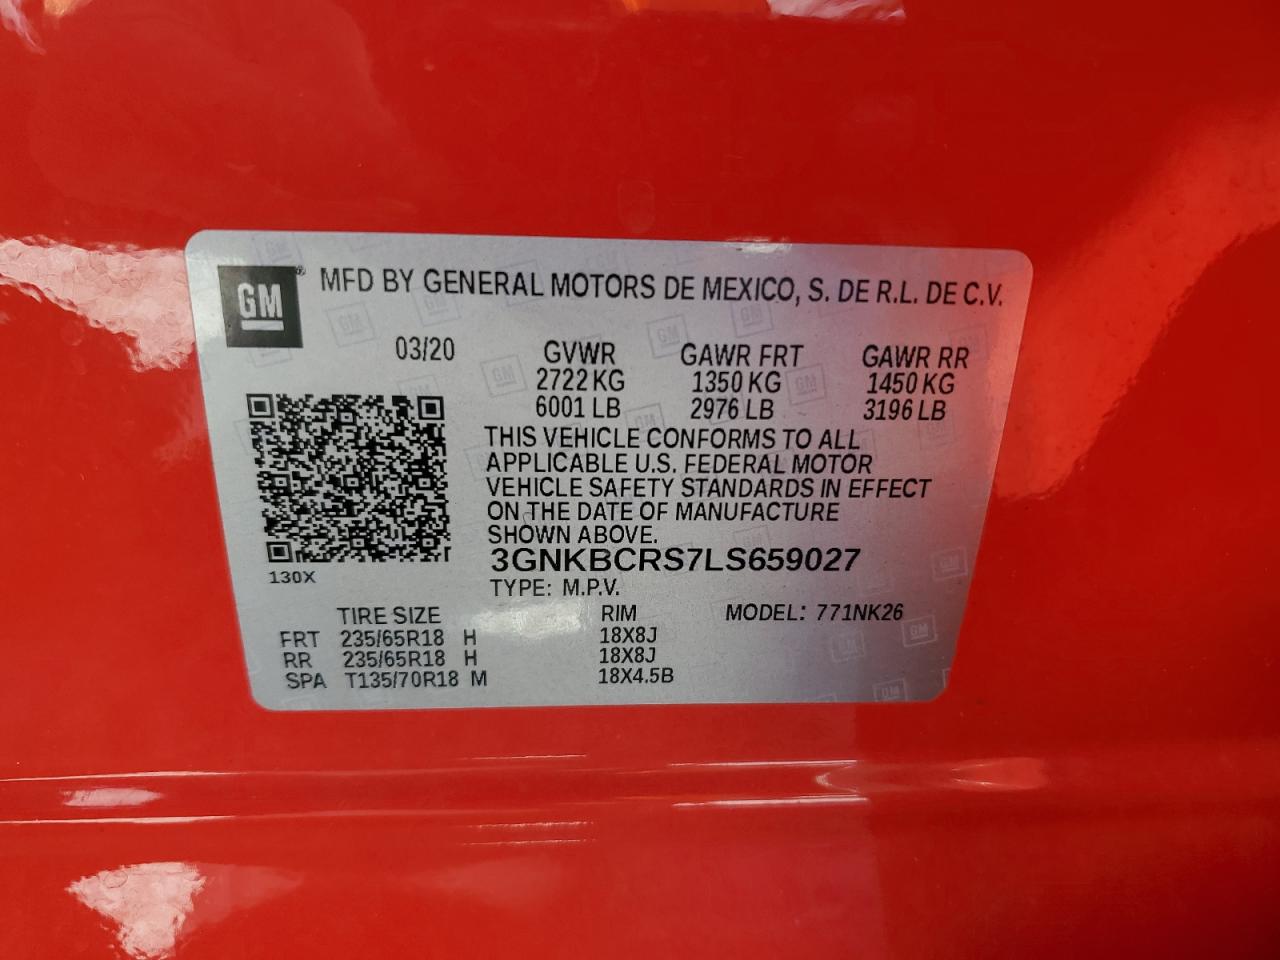 GM
MFD BY GENERAL MOTORS DE MEXICO, S. DE R.L. DE C.V.
03/20 GVWR GAWR FRT GAWR RR
2722 KG 1350 KG 1450 KG
6001 LB 2976 LB 3196 LB
THIS VEHICLE CONFORMS TO ALL
APPLICABLE U.S. FEDERAL MOTOR
VEHICLE SAFETY STANDARDS IN EFFECT
ON THE DATE OF MANUFACTURE
SHOWN ABOVE.
3GNKBCRS7LS659027
130X
TYPE: M.P.V.
TIRE SIZE RIM MODEL: 771NK26
FRT 235/65R18 H 18X8J
RR 235/65R18 H 18X8J
SPA T135/70R18 M 18X4.5B